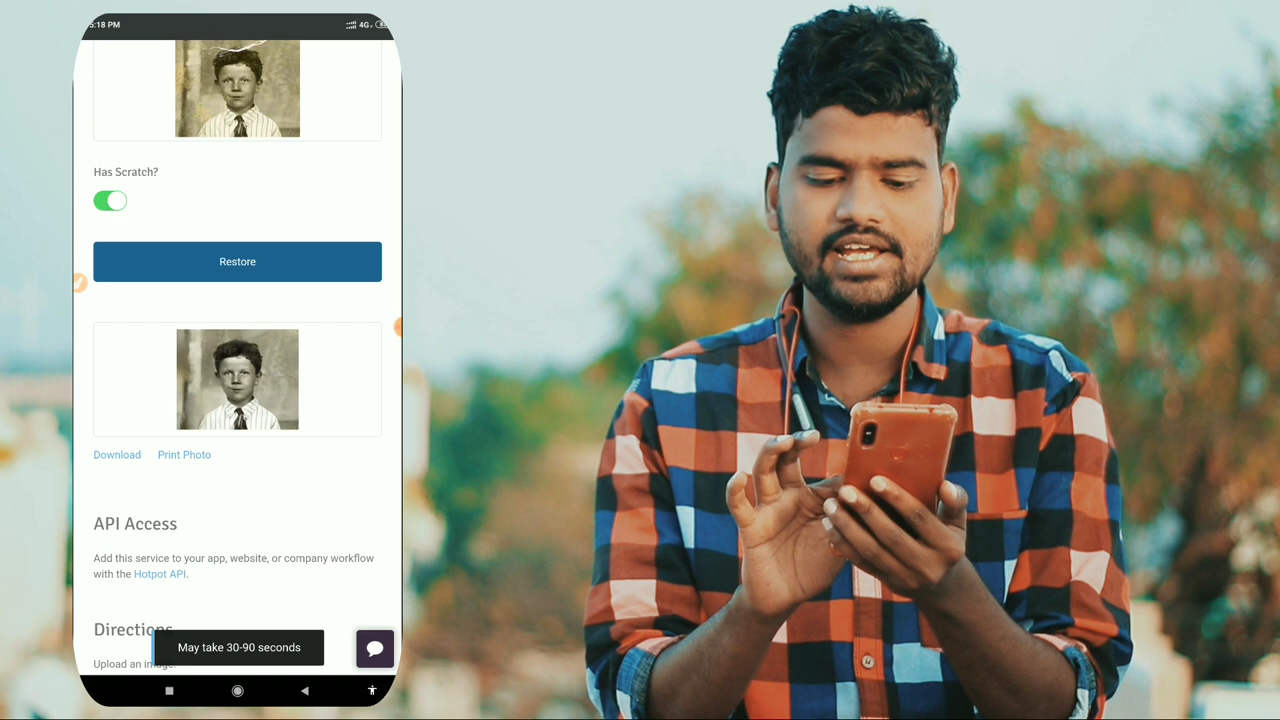 5:18 PM
4G
Has Scratch?
Restore
Download Print Photo
API Access
Add this service to your app, website, or company workflow
with the Hotpot API.
Directions
May take 30-90 seconds
Upload an image.